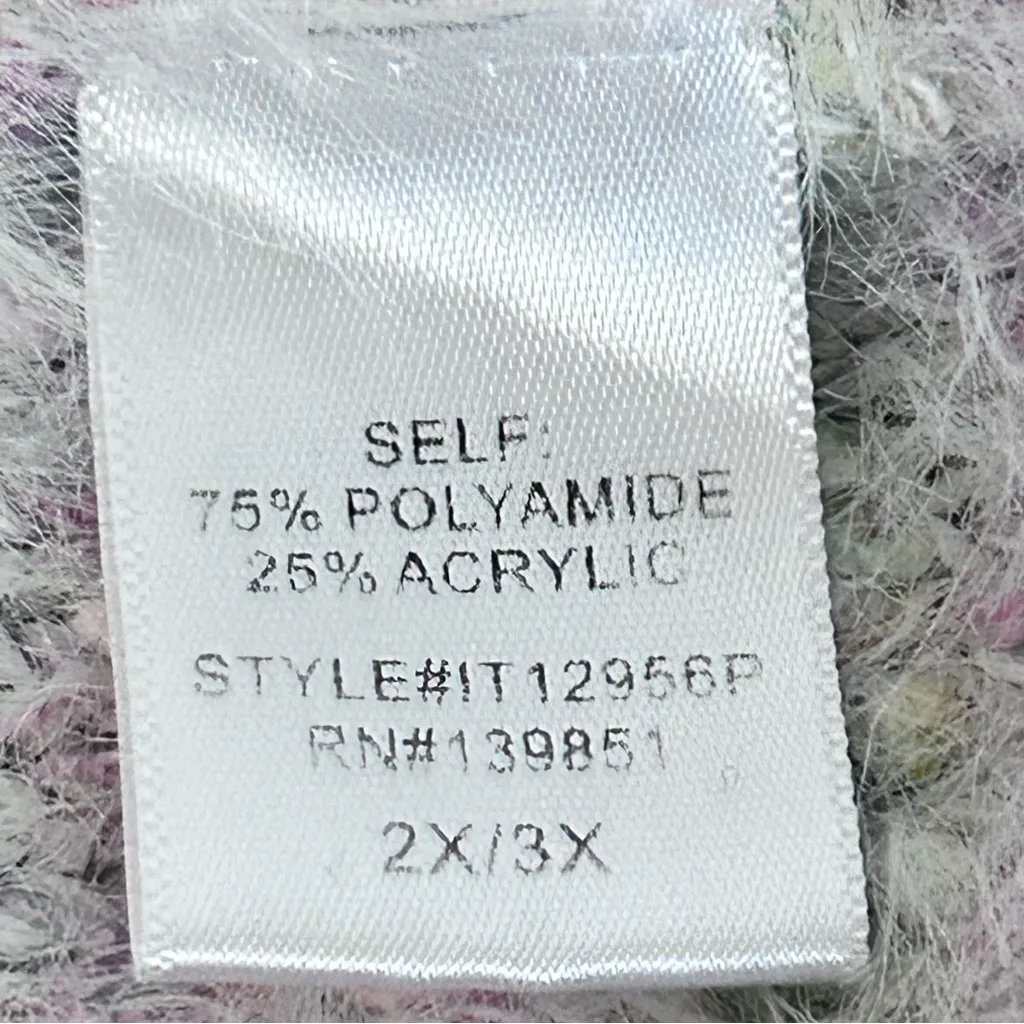 SELF:
75% POLYAMIDE
25% ACRYLIC
STYLE#IT12956P
RN#139851
2X/3X